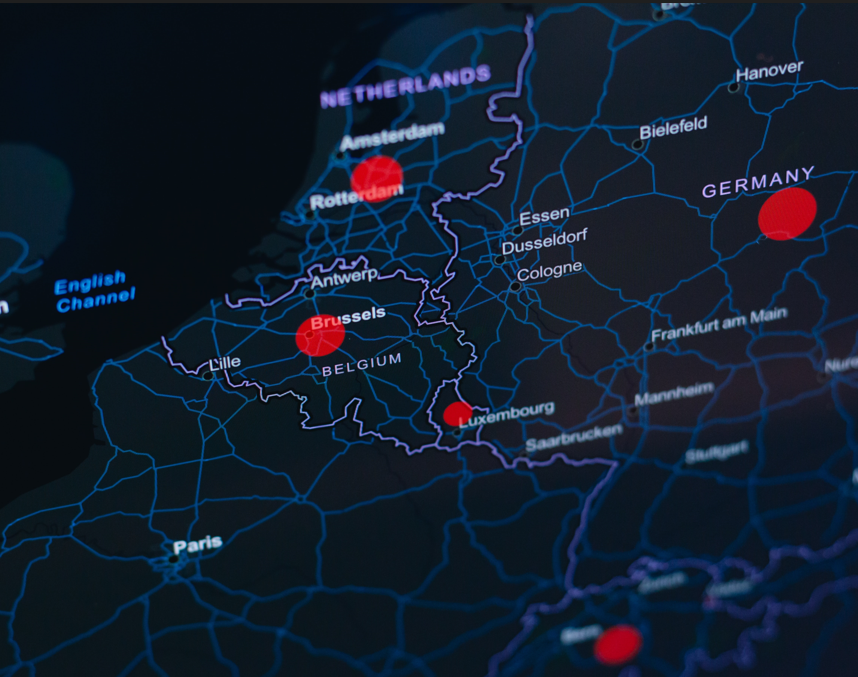 Hanover
NETHERLANDS
Amsterdam
Bielefeld
GERMANY
Rotterdam
Essen
Dusseldorf
Cologne
English
Channel
Antwerp
Brussels
Frankfurt am Main
BELGIUM
Lille
Mannheim
Luxembourg
Saarbrucken
Stuttgart
Paris
Bern